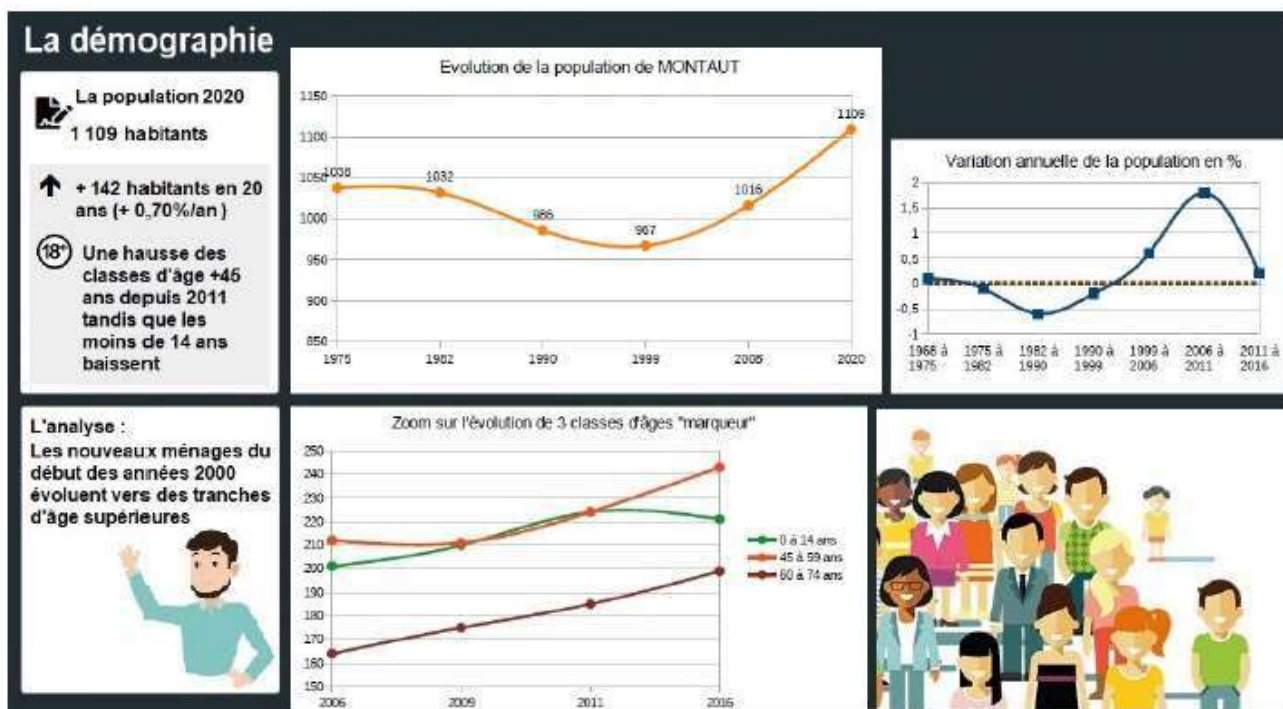 La démographie
La population 2020
1 109 habitants
+ 142 habitants en 20
ans (+ 0,70%/an )
18+
Une hausse des
classes d'âge +45
ans depuis 2011
tandis que les
moins de 14 ans
baissent
Evolution de la population de MONTAUT
1150
1100
1050
1000
950
900
850
1038
1032
986
967
1016
1109
1975
1982
1990
1999
2006
2020
Variation annuelle de la population en %
2
1,5
1
0,5
0
-0,5
-1
1968 à 1975 à 1982 à 1990 à 1999 à 2006 à 2011 à
1975 1982 1990 1999 2006 2011 2016
L'analyse :
Les nouveaux ménages du
début des années 2000
évoluent vers des tranches
d'âge supérieures
Zoom sur l'évolution de 3 classes d'âges "marqueur"
250
240
230
220
210
200
190
180
170
160
150
2006
2009
2011
2016
0 à 14 ans
45 à 59 ans
60 à 74 ans